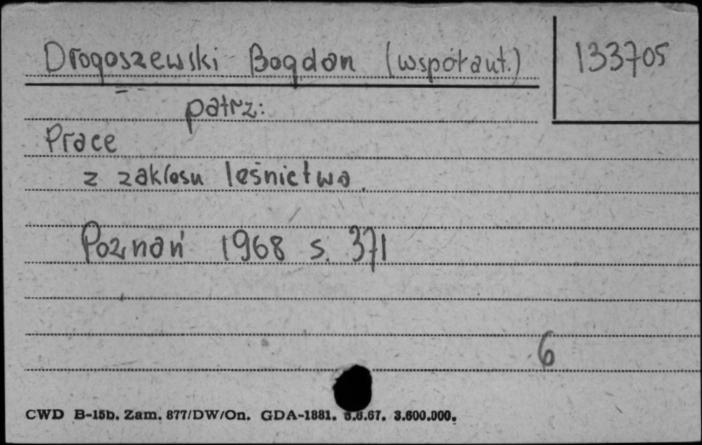 Drogoszewski Bogdan (współaut.) 133705
patrz:
Prace
z zakresu leśnictwa.
Poznań 1968 s. 371
6
CWD B-15b. Zam. 877/DW/On. GDA-1881. 5.6.67. 3.600.000.